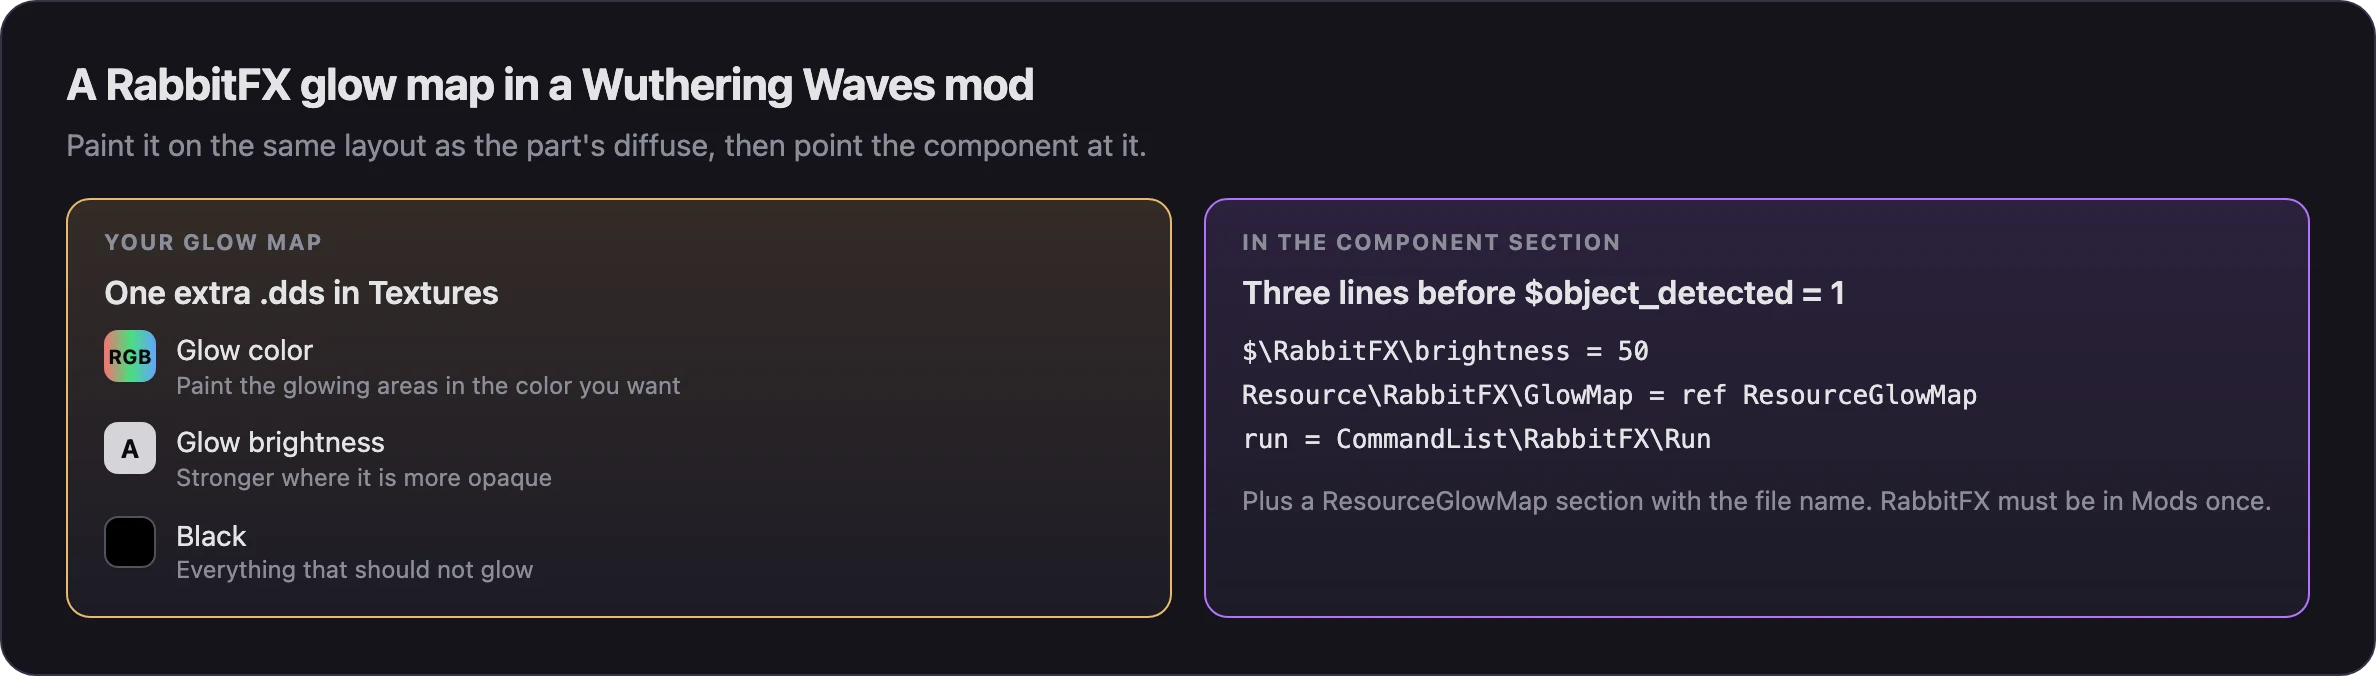 A RabbitFX glow map in a Wuthering Waves mod
Paint it on the same layout as the part's diffuse, then point the component at it.
YOUR GLOW MAP
One extra .dds in Textures
RGB
Glow color
Paint the glowing areas in the color you want
A
Glow brightness
Stronger where it is more opaque
Black
Everything that should not glow
IN THE COMPONENT SECTION
Three lines before $object_detected = 1
$\RabbitFX\brightness = 50
Resource\RabbitFX\GlowMap = ref ResourceGlowMap
run = CommandList\RabbitFX\Run
Plus a ResourceGlowMap section with the file name. RabbitFX must be in Mods once.